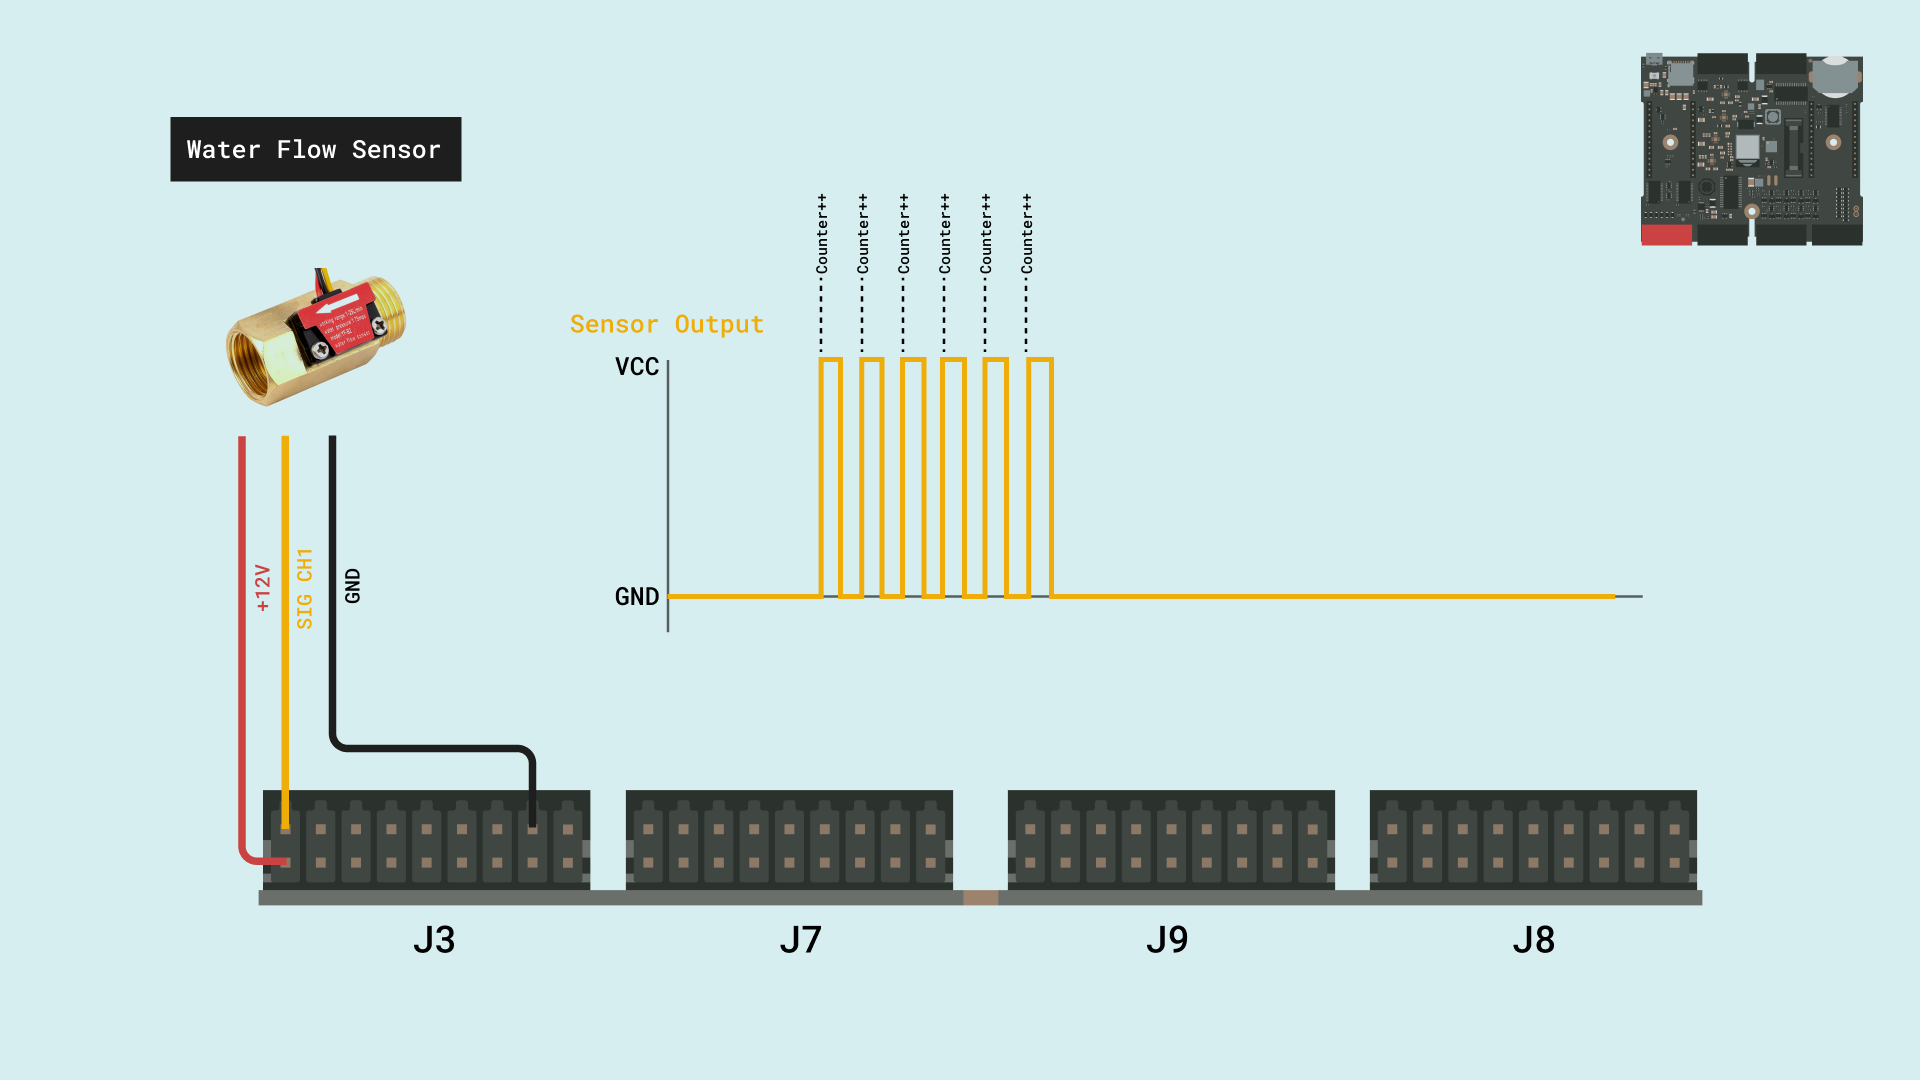 Water Flow Sensor
Counter++
Counter++
Counter++
Counter++
Counter++
Counter++
Sensor Output
VCC
GND
+12V
SIG CH1
GND
J3
J7
J9
J8